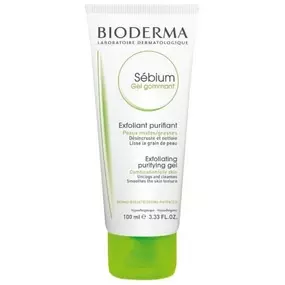 BIODERMA
LABORATOIRE DERMATOLOGIQUE
Sébium
Gel gommant
Exfoliant purifiant
Peaux mixtes/grasses
Désincruste et nettoie
Lisse le grain de peau
Exfoliating
purifying gel
Combination/oily skin
Unclogs and cleanses
Smoothes the skin texture
100 ml ℮ 3.33 FL.OZ.